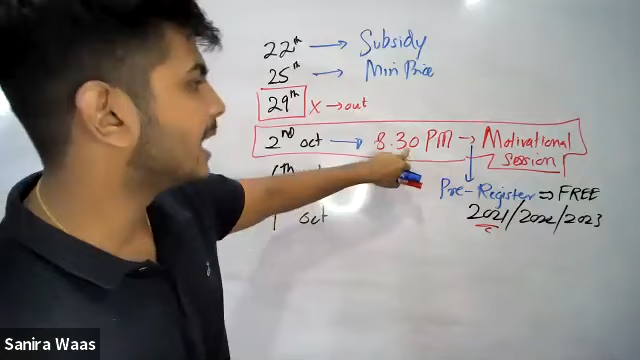 22th → Subsidy
25th → Min Price
29th x → out
2nd oct → 8.30 PM → Motivational Session
Pre-Register ⇒ FREE
2021/2022/2023
th
oct
Sanira Waas